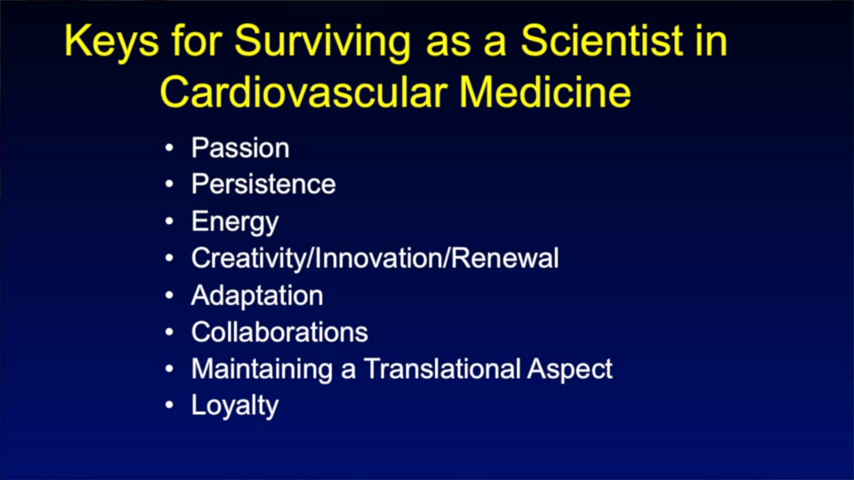 Keys for Surviving as a Scientist in
Cardiovascular Medicine
• Passion
• Persistence
• Energy
• Creativity/Innovation/Renewal
• Adaptation
• Collaborations
• Maintaining a Translational Aspect
• Loyalty